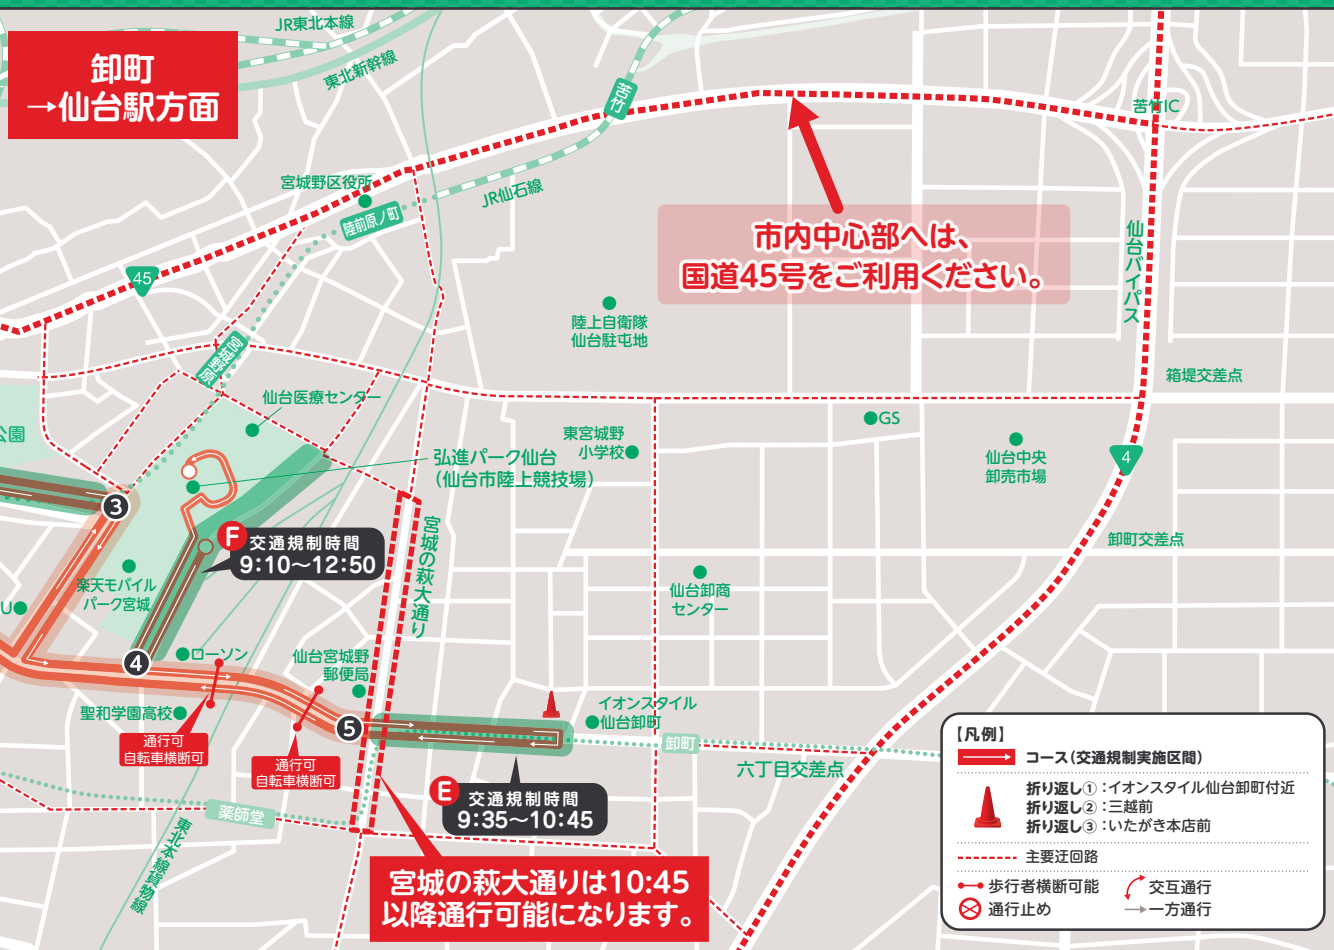 卸町
→仙台駅方面
JR東北本線
東北新幹線
苦竹
苦竹IC
宮城野区役所
陸前原ノ町
JR仙石線
市内中心部へは、
国道45号をご利用ください。
仙台バイパス
45
陸上自衛隊
仙台駐屯地
宮城野原
箱堤交差点
仙台医療センター
公園
GS
東宮城野
小学校
仙台中央
卸売市場
4
弘進パーク仙台
（仙台市陸上競技場）
3
宮城の萩大通り
F
交通規制時間
9:10〜12:50
卸町交差点
楽天モバイル
パーク宮城
仙台卸商
センター
U
4
ローソン
仙台宮城野
郵便局
聖和学園高校
5
イオンスタイル
仙台卸町
通行可
自転車横断可
通行可
自転車横断可
卸町
六丁目交差点
薬師堂
東北本線貨物線
E
交通規制時間
9:35〜10:45
宮城の萩大通りは10:45
以降通行可能になります。
【凡例】
コース（交通規制実施区間）
折り返し①：イオンスタイル仙台卸町付近
折り返し②：三越前
折り返し③：いたがき本店前
主要迂回路
歩行者横断可能
交互通行
通行止め
一方通行